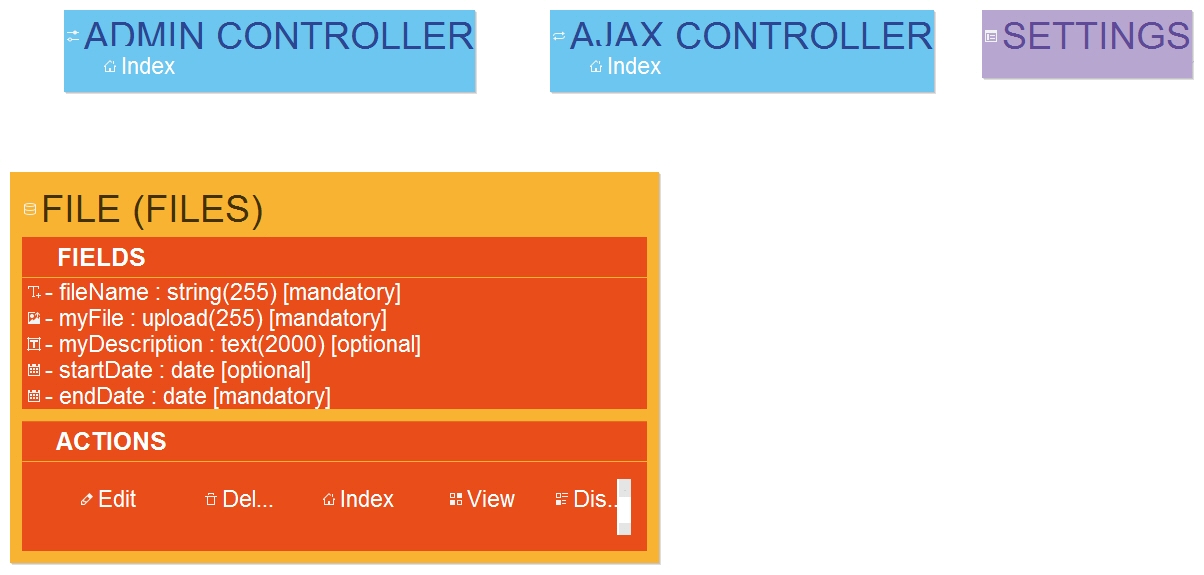 ADMIN CONTROLLER
Index
AJAX CONTROLLER
Index
SETTINGS
FILE (FILES)
FIELDS
- fileName : string(255) [mandatory]
- myFile : upload(255) [mandatory]
- myDescription : text(2000) [optional]
- startDate : date [optional]
- endDate : date [mandatory]
ACTIONS
Edit Del... Index View Dis...